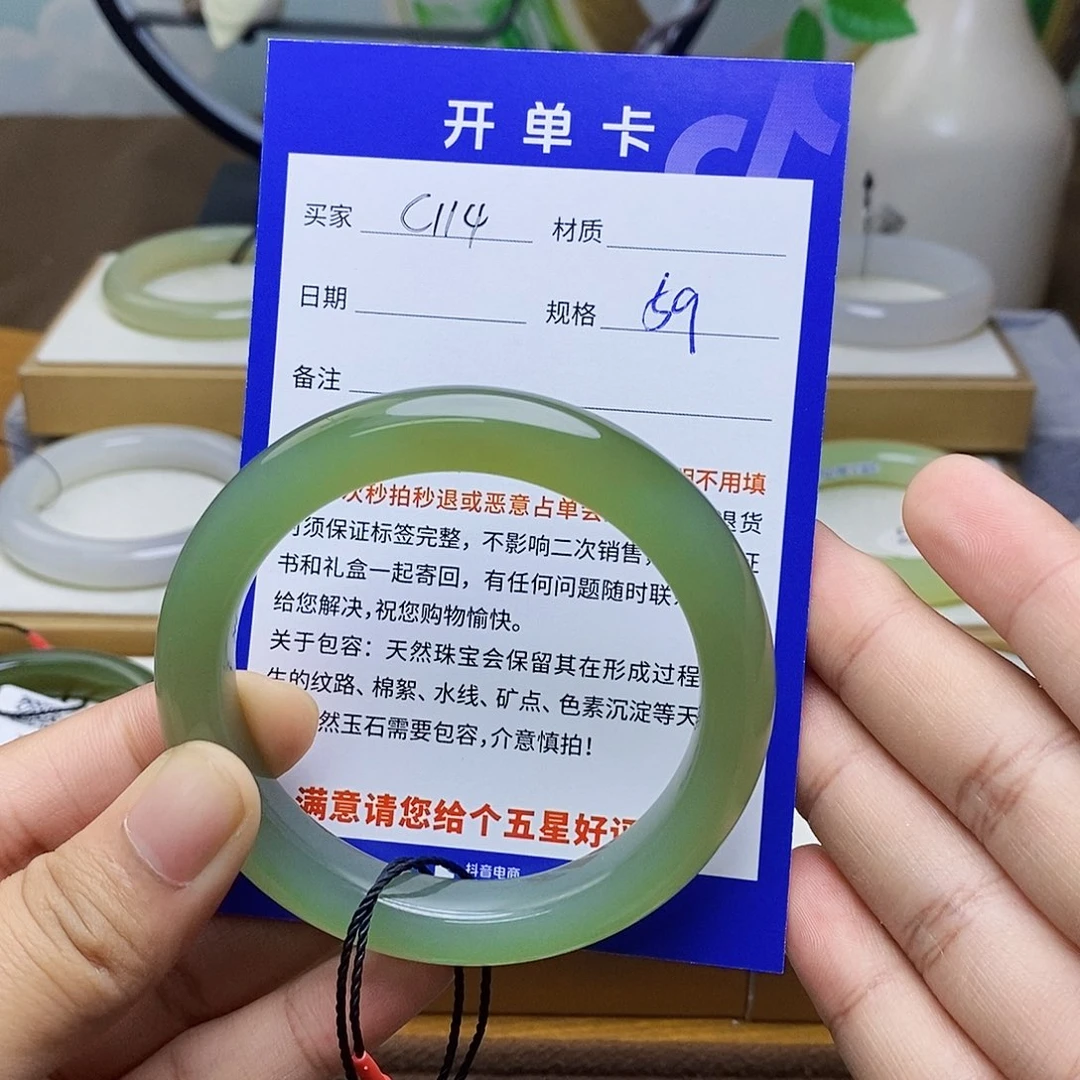 开单卡
买家 C114 材质
日期 规格 59
备注
不用填
次秒拍秒退或恶意占单会 退货
须保证标签完整，不影响二次销售，
书和礼盒一起寄回，有任何问题随时联
给您解决，祝您购物愉快。
关于包容：天然珠宝会保留其在形成过程
生的纹路、棉絮、水线、矿点、色素沉淀等天
然玉石需要包容，介意慎拍！
满意请您给个五星好评
抖音电商